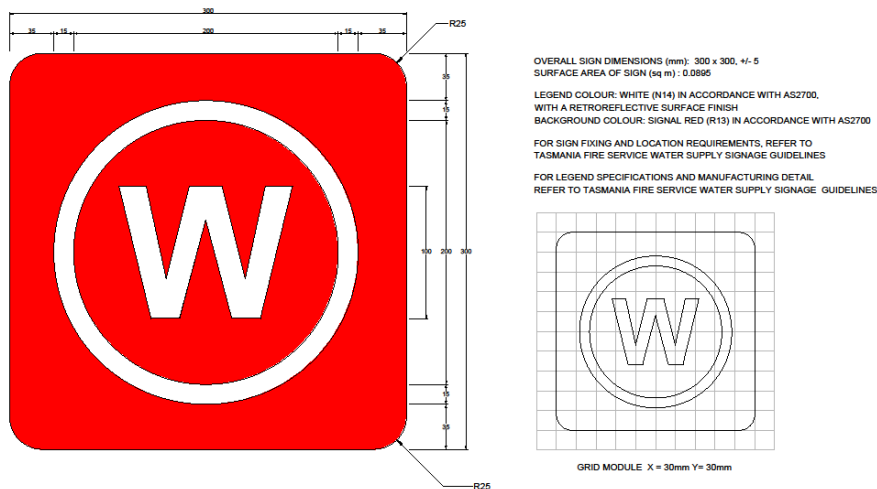 300
35 15 200 15 35
R25
35
15
W
100 200 300
15
35
R25
OVERALL SIGN DIMENSIONS (mm): 300 x 300, +/- 5
SURFACE AREA OF SIGN (sq m) : 0.0895
LEGEND COLOUR: WHITE (N14) IN ACCORDANCE WITH AS2700,
WITH A RETROREFLECTIVE SURFACE FINISH
BACKGROUND COLOUR: SIGNAL RED (R13) IN ACCORDANCE WITH AS2700
FOR SIGN FIXING AND LOCATION REQUIREMENTS, REFER TO
TASMANIA FIRE SERVICE WATER SUPPLY SIGNAGE GUIDELINES
FOR LEGEND SPECIFICATIONS AND MANUFACTURING DETAIL
REFER TO TASMANIA FIRE SERVICE WATER SUPPLY SIGNAGE GUIDELINES
W
GRID MODULE X = 30mm Y= 30mm